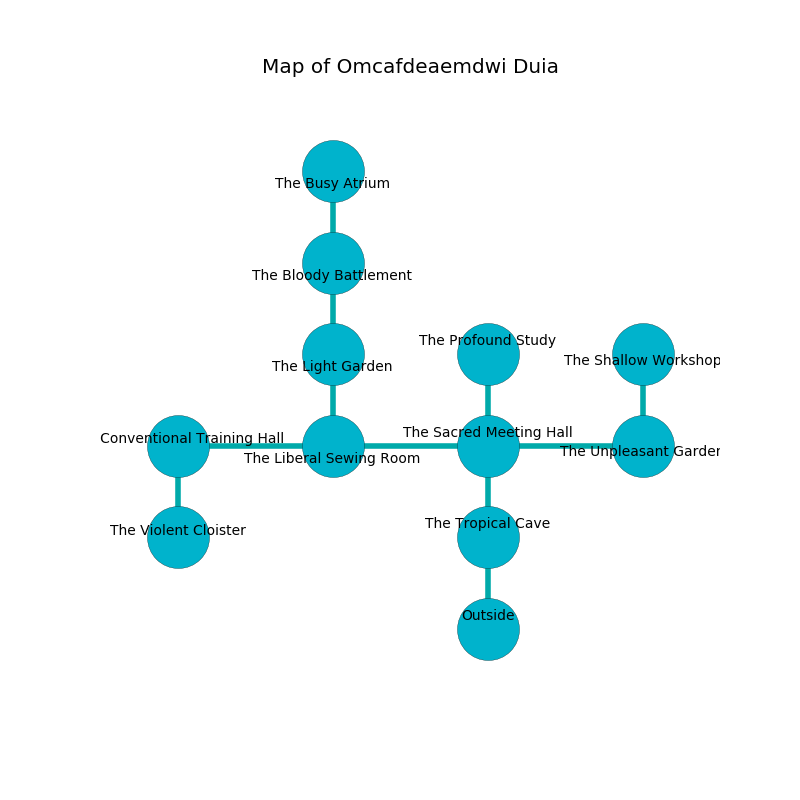 Map of Omcafdeaemdwi Duia
The Busy Atrium
The Bloody Battlement
The Profound Study
The Shallow Workshop
The Light Garden
The Sacred Meeting Hall
Conventional Training Hall
The Unpleasant Garden
The Liberal Sewing Room
The Tropical Cave
The Violent Cloister
Outside